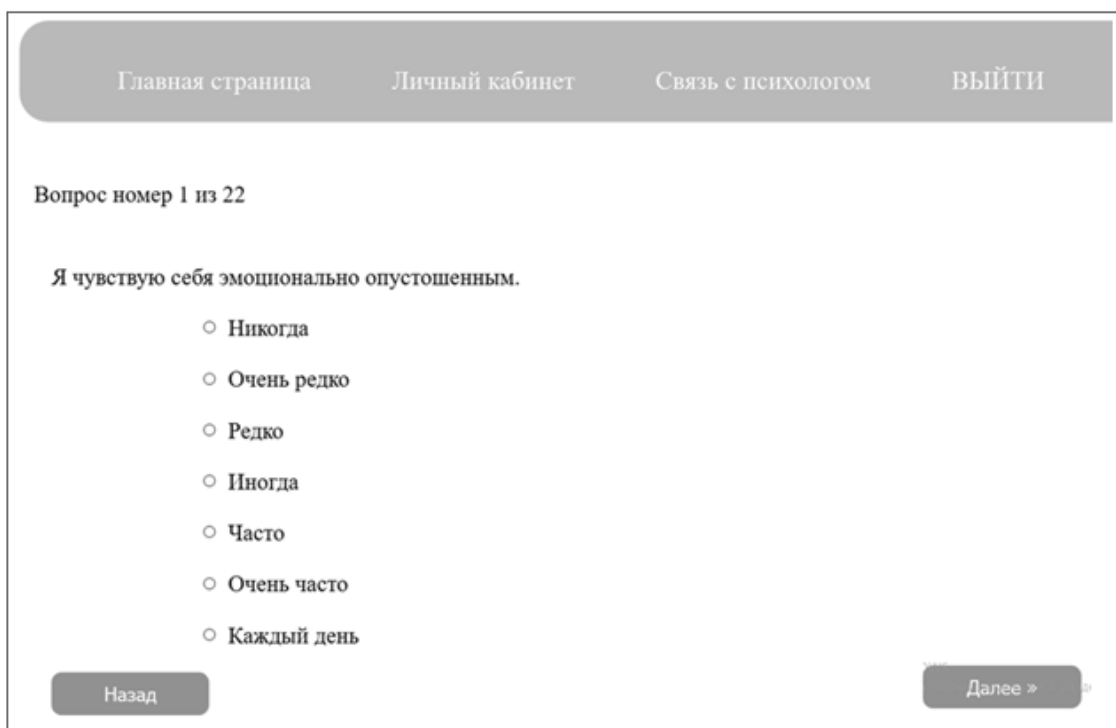 Главная страница Личный кабинет Связь с психологом ВЫЙТИ
Вопрос номер 1 из 22
Я чувствую себя эмоционально опустошенным.
Никогда
Очень редко
Редко
Иногда
Часто
Очень часто
Каждый день
Назад
Далее »